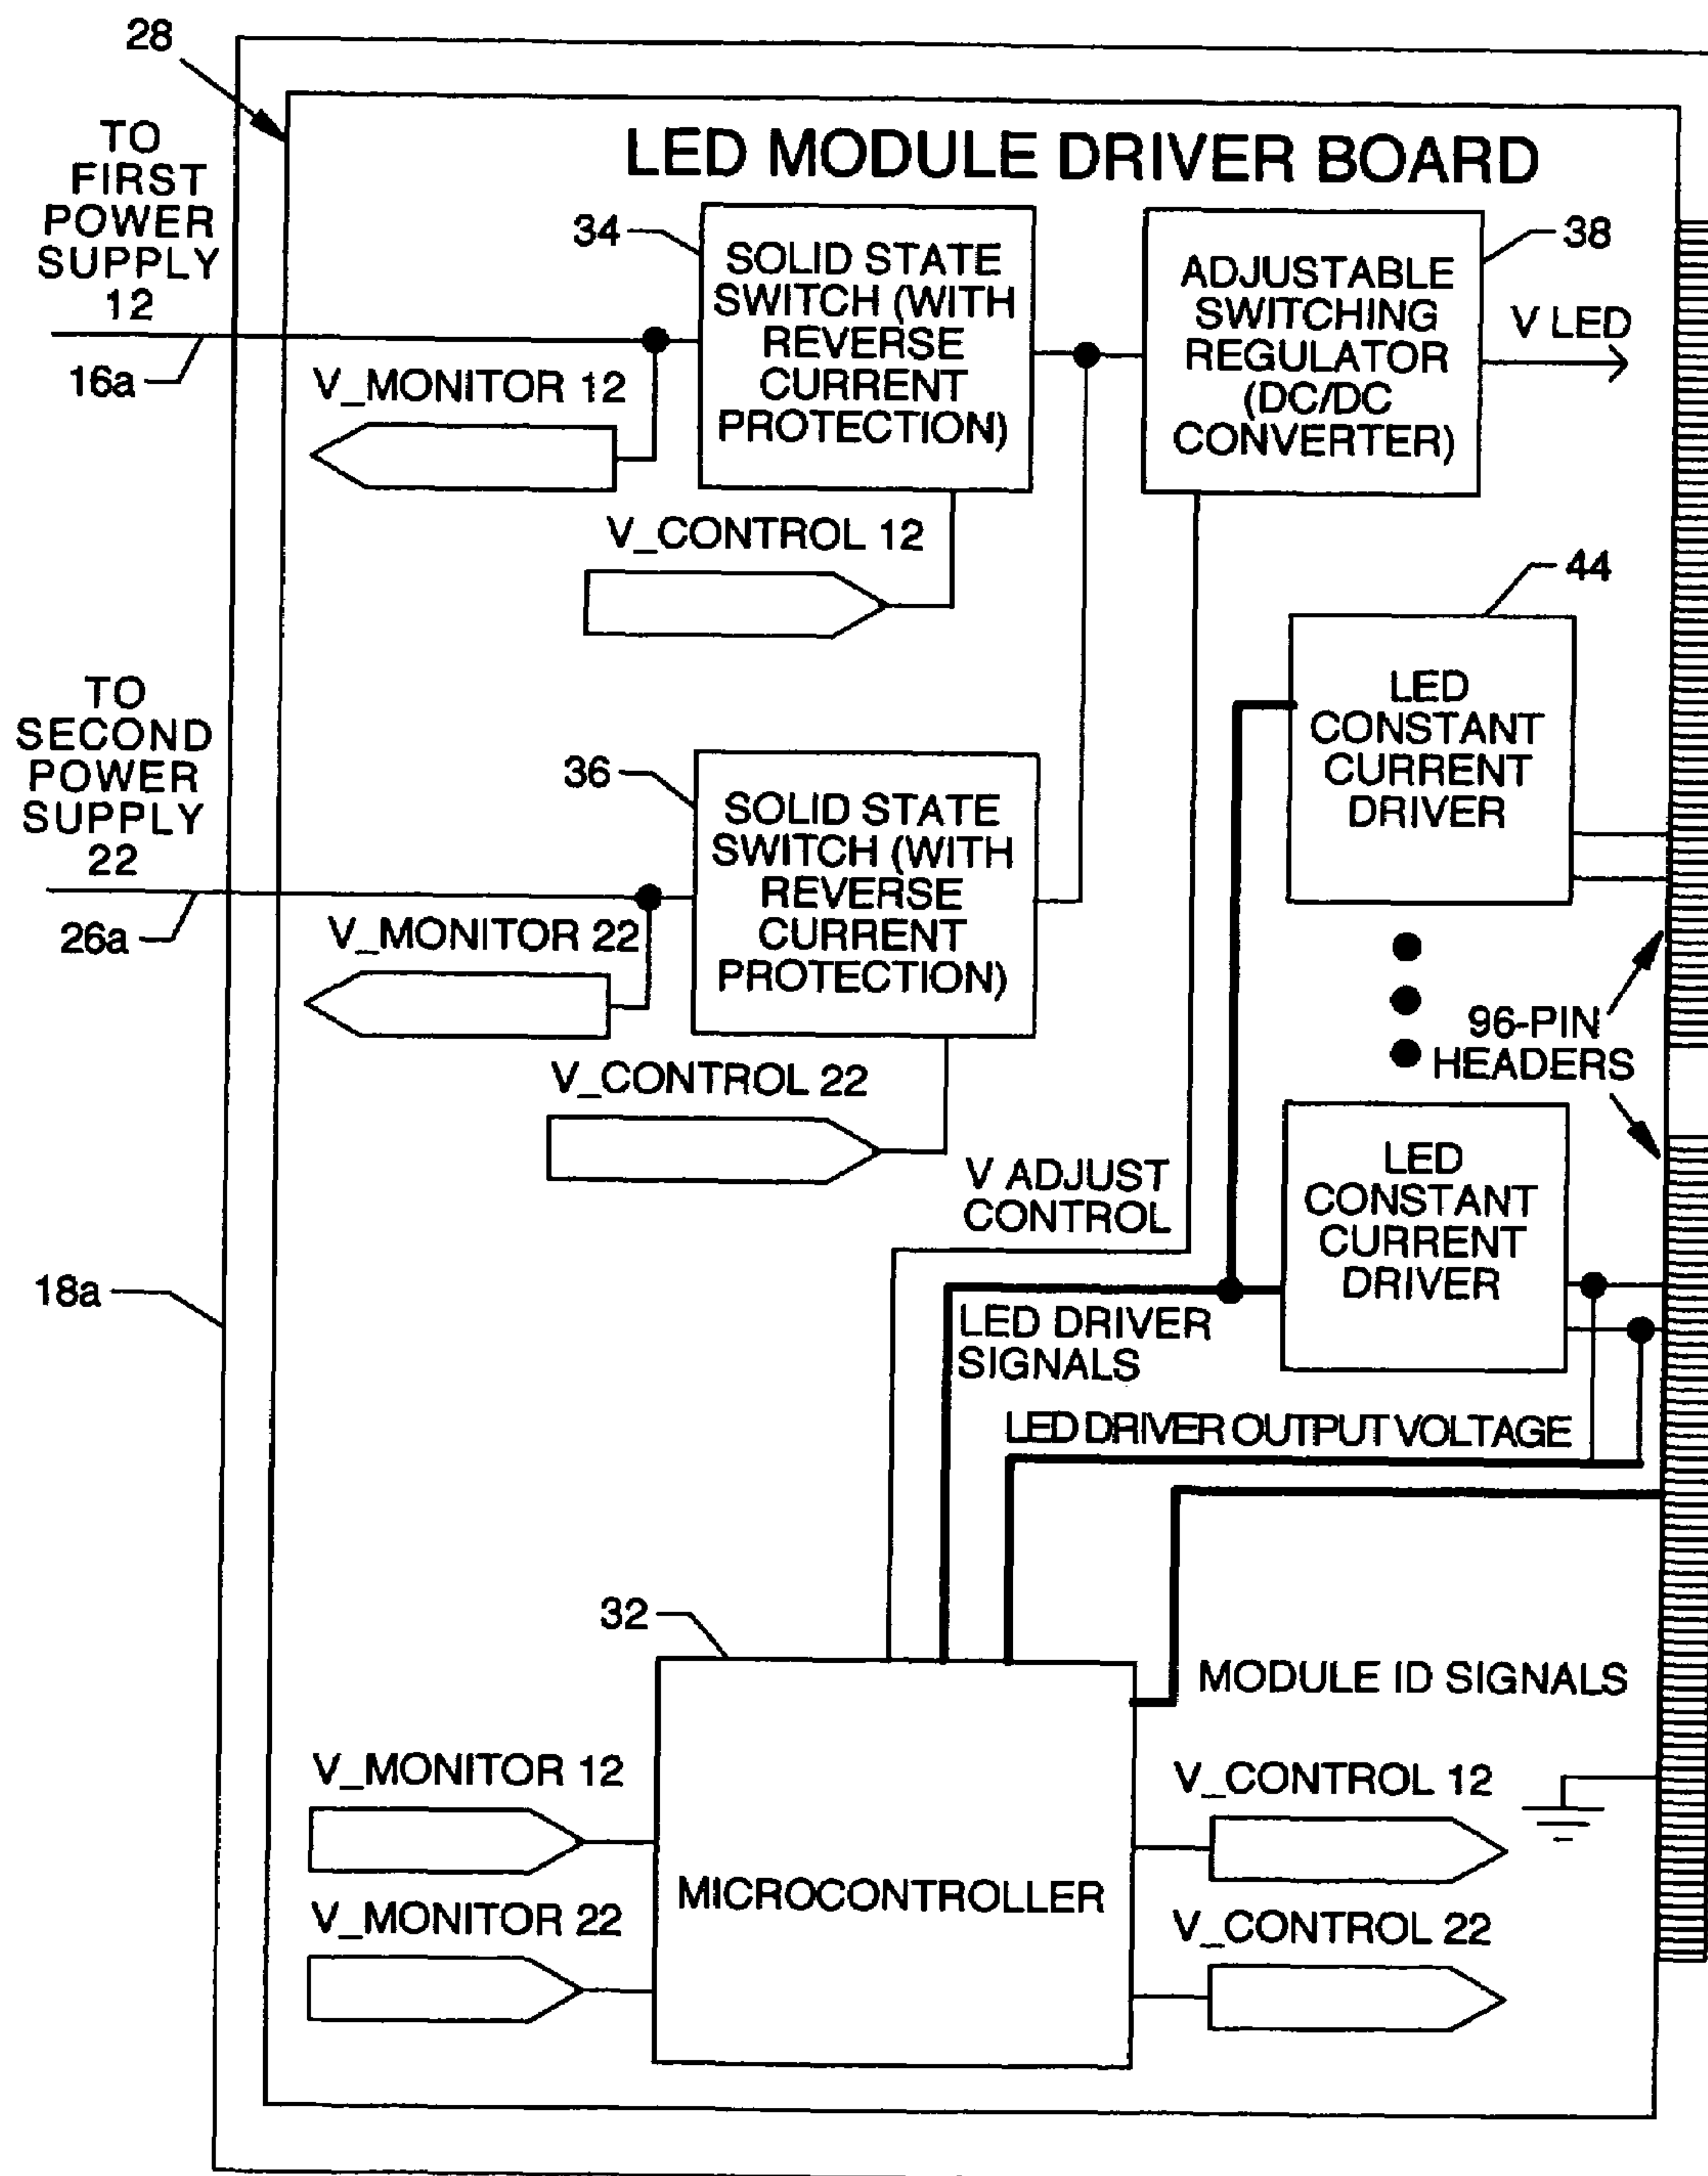 28
LED MODULE DRIVER BOARD
TO
FIRST
POWER
SUPPLY
12
16a
34
SOLID STATE
SWITCH (WITH
REVERSE
CURRENT
PROTECTION)
38
ADJUSTABLE
SWITCHING
REGULATOR
(DC/DC
CONVERTER)
V LED
V_MONITOR 12
V_CONTROL 12
44
LED
CONSTANT
CURRENT
DRIVER
TO
SECOND
POWER
SUPPLY
22
26a
36
SOLID STATE
SWITCH (WITH
REVERSE
CURRENT
PROTECTION)
V_MONITOR 22
V_CONTROL 22
96-PIN
HEADERS
LED
CONSTANT
CURRENT
DRIVER
V ADJUST
CONTROL
18a
LED DRIVER
SIGNALS
LED DRIVER OUTPUT VOLTAGE
32
MODULE ID SIGNALS
V_MONITOR 12
V_MONITOR 22
MICROCONTROLLER
V_CONTROL 12
V_CONTROL 22